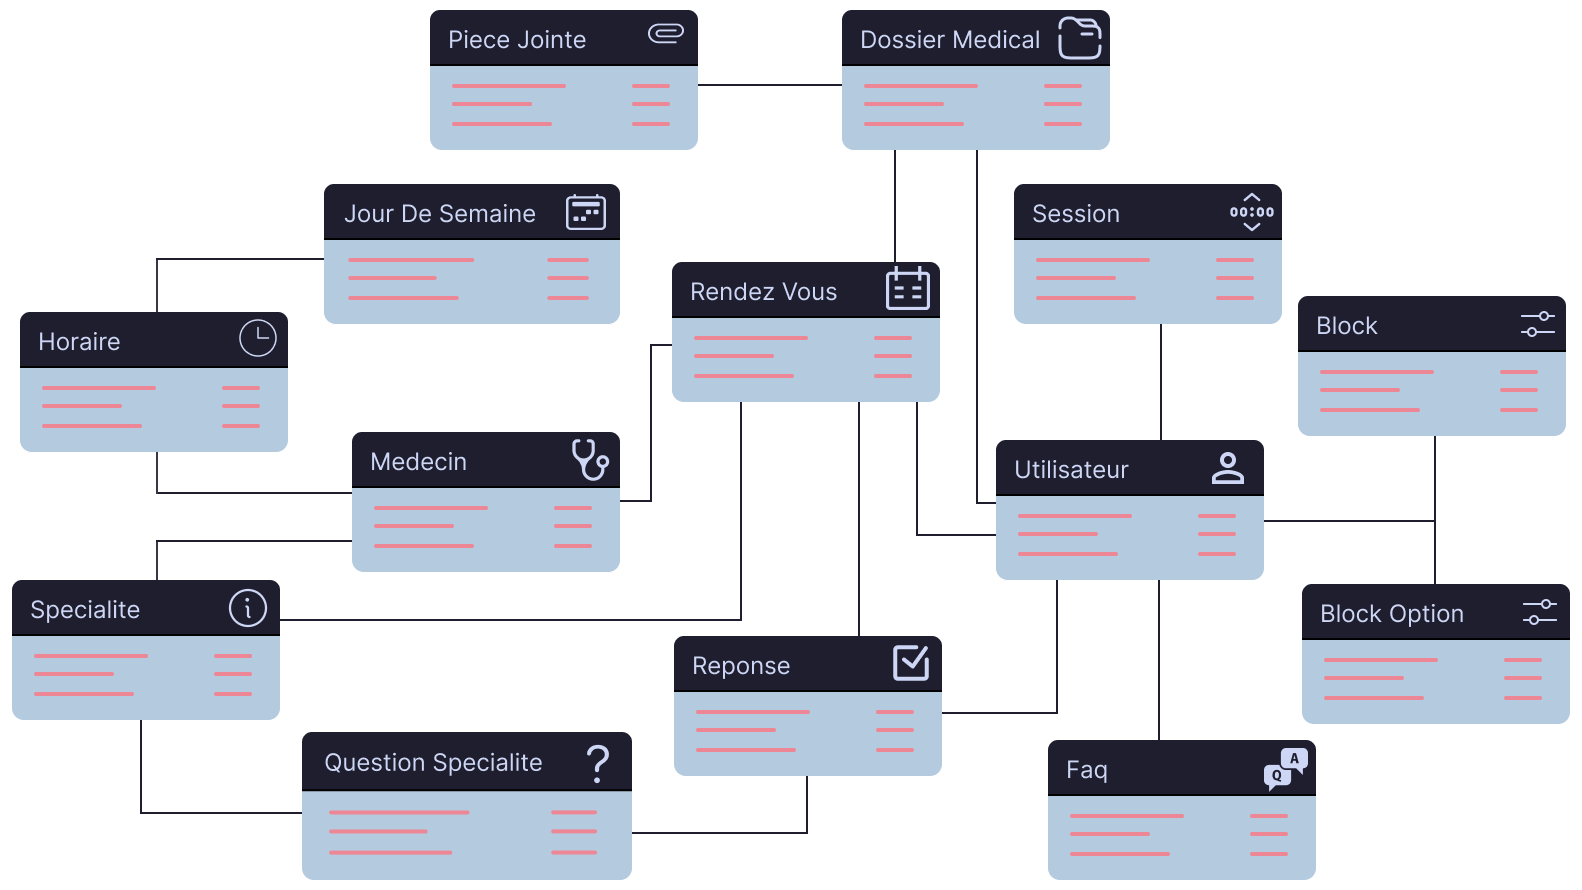 Piece Jointe
Dossier Medical
Jour De Semaine
Session
00:00
Rendez Vous
Block
Horaire
Medecin
Utilisateur
Specialite
Block Option
Reponse
Question Specialite
?
Faq
A
Q